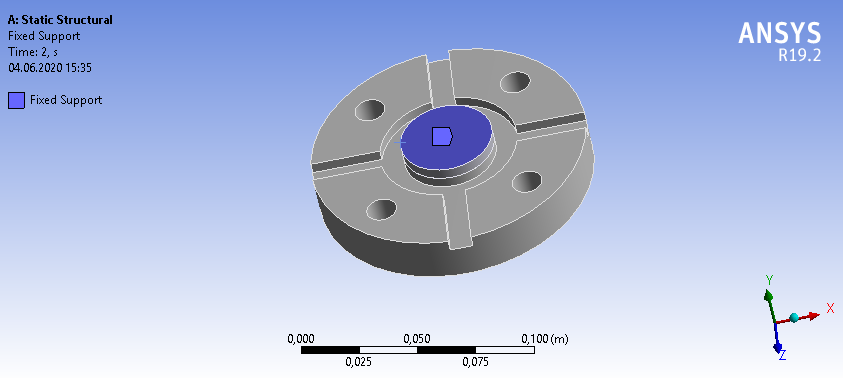 A: Static Structural
Fixed Support
Time: 2, s
04.06.2020 15:35
Fixed Support
ANSYS
R19.2
0,000
0,050
0,100 (m)
0,025
0,075
Y
X
Z